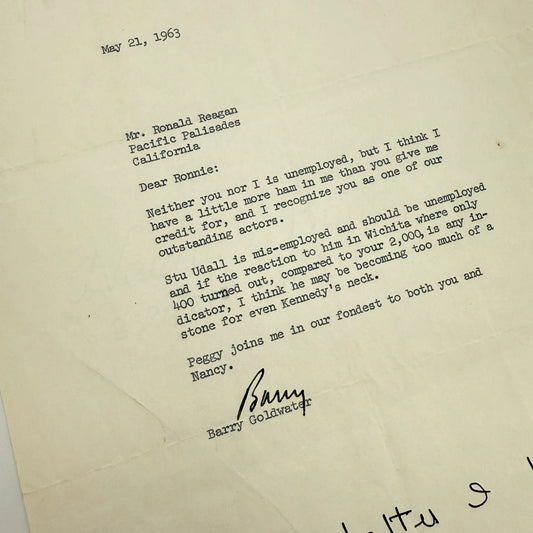 May 21, 1963
Mr. Ronald Reagan
Pacific Palisades
California
Dear Ronnie:
Neither you nor I is unemployed, but I think I
have a little more ham in me than you give me
credit for, and I recognize you as one of our
outstanding actors.
Stu Udall is mis-employed and should be unemployed
and if the reaction to him in Wichita where only
400 turned out, compared to your 2,000, is any in-
dicator, I think he may be becoming too much of a
stone for even Kennedy's neck.
Peggy joins me in our fondest to both you and
Nancy.
Barry
Barry Goldwater